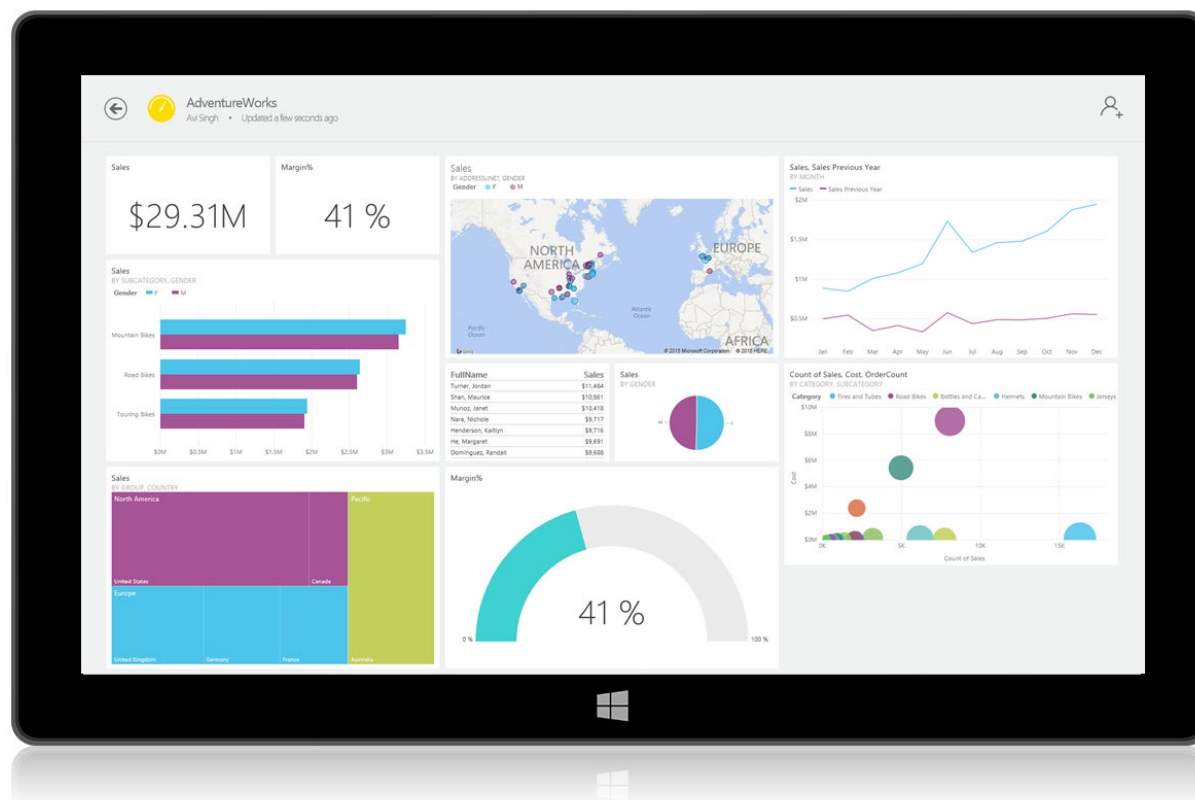 AdventureWorks
Avi Singh • Updated a few seconds ago
Sales
$29.31M
Margin%
41 %
Sales
BY SUBCATEGORY, GENDER
Gender F M
Mountain Bikes
Road Bikes
Touring Bikes
$0M $0.5M $1M $1.5M $2M $2.5M $3M $3.5M
Sales
BY GROUP, COUNTRY
North America
United States
Canada
Pacific
Australia
Europe
United Kingdom
Germany
France
Sales
BY ADDRESSLINE1, GENDER
Gender F M
NORTH
AMERICA
EUROPE
Atlantic
Ocean
Pacific
Ocean
AFRICA
bing
© 2015 Microsoft Corporation © 2015 HERE
FullName Sales
Turner, Jordan $11,484
Shan, Maurice $10,861
Munoz, Janet $10,418
Nara, Nichole $9,717
Henderson, Kaitlyn $9,716
He, Margaret $9,691
Dominguez, Randall $9,688
Sales
BY GENDER
M
F
Margin%
41 %
0 %
100 %
Sales, Sales Previous Year
BY MONTH
Sales Sales Previous Year
$2M
$1.5M
$1M
$0.5M
Jan Feb Mar Apr May Jun Jul Aug Sep Oct Nov Dec
Count of Sales, Cost, OrderCount
BY CATEGORY, SUBCATEGORY
Category Tires and Tubes Road Bikes Bottles and Ca... Helmets Mountain Bikes Jerseys
$10M
$8M
$6M
$4M
$2M
$0M
Cost
0K 5K 10K 15K
Count of Sales